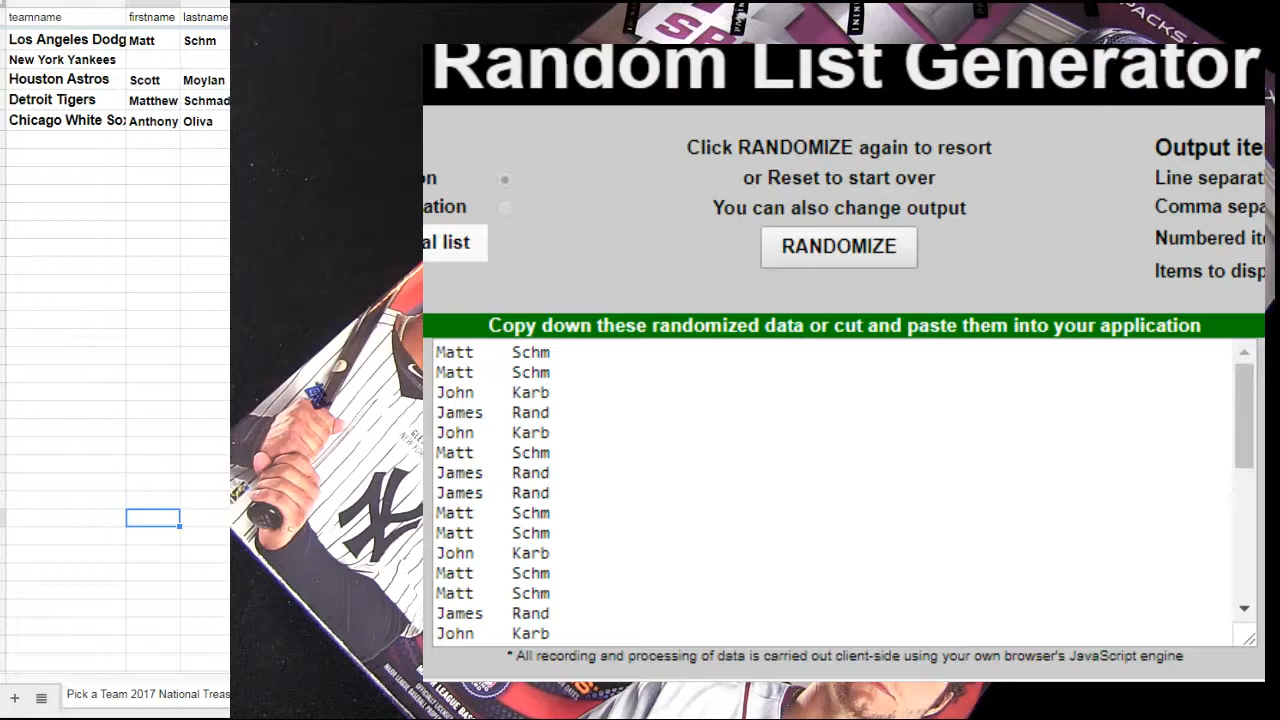 teamname firstname lastname
Los Angeles Dodg Matt Schm
New York Yankees
Houston Astros Scott Moylan
Detroit Tigers Matthew Schmad
Chicago White Sox Anthony Oliva
Pick a Team 2017 National Treas
PACKS
Random List Generator
Click RANDOMIZE again to resort
or Reset to start over
You can also change output
RANDOMIZE
on
ation
al list
Output ite
Line separat
Comma sepa
Numbered ite
Items to disp
Copy down these randomized data or cut and paste them into your application
Matt Schm
Matt Schm
John Karb
James Rand
John Karb
Matt Schm
James Rand
James Rand
Matt Schm
Matt Schm
John Karb
Matt Schm
Matt Schm
James Rand
John Karb
* All recording and processing of data is carried out client-side using your own browser's JavaScript engine